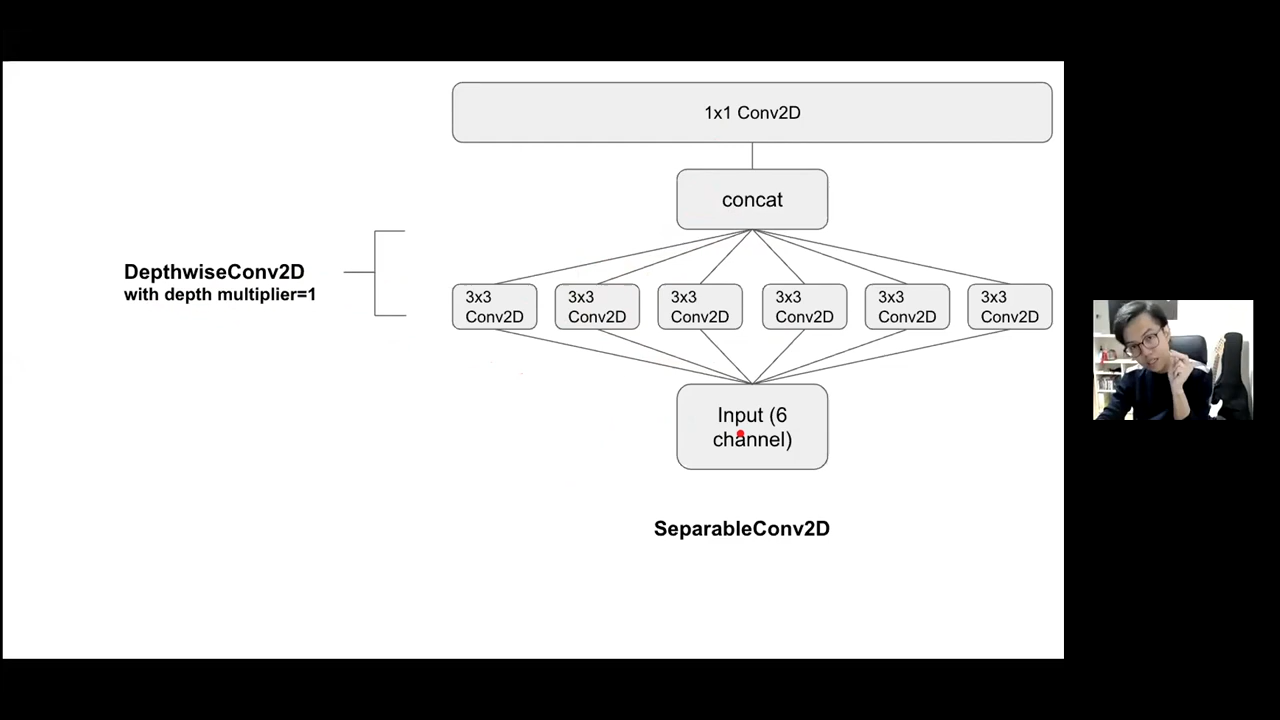 1x1 Conv2D
concat
DepthwiseConv2D
with depth multiplier=1
3x3
Conv2D
3x3
Conv2D
3x3
Conv2D
3x3
Conv2D
3x3
Conv2D
3x3
Conv2D
Input (6
channel)
SeparableConv2D